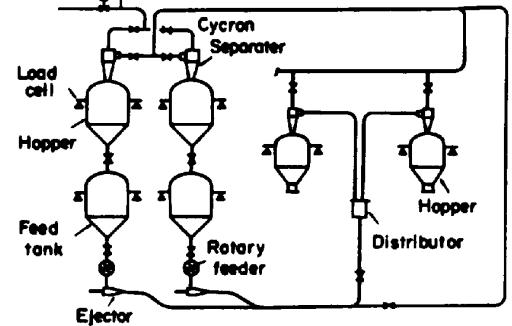 Cycron
Separater
Load
cell
Hopper
Hopper
Feed
tank
Rotary
feeder
Distributor
Ejector